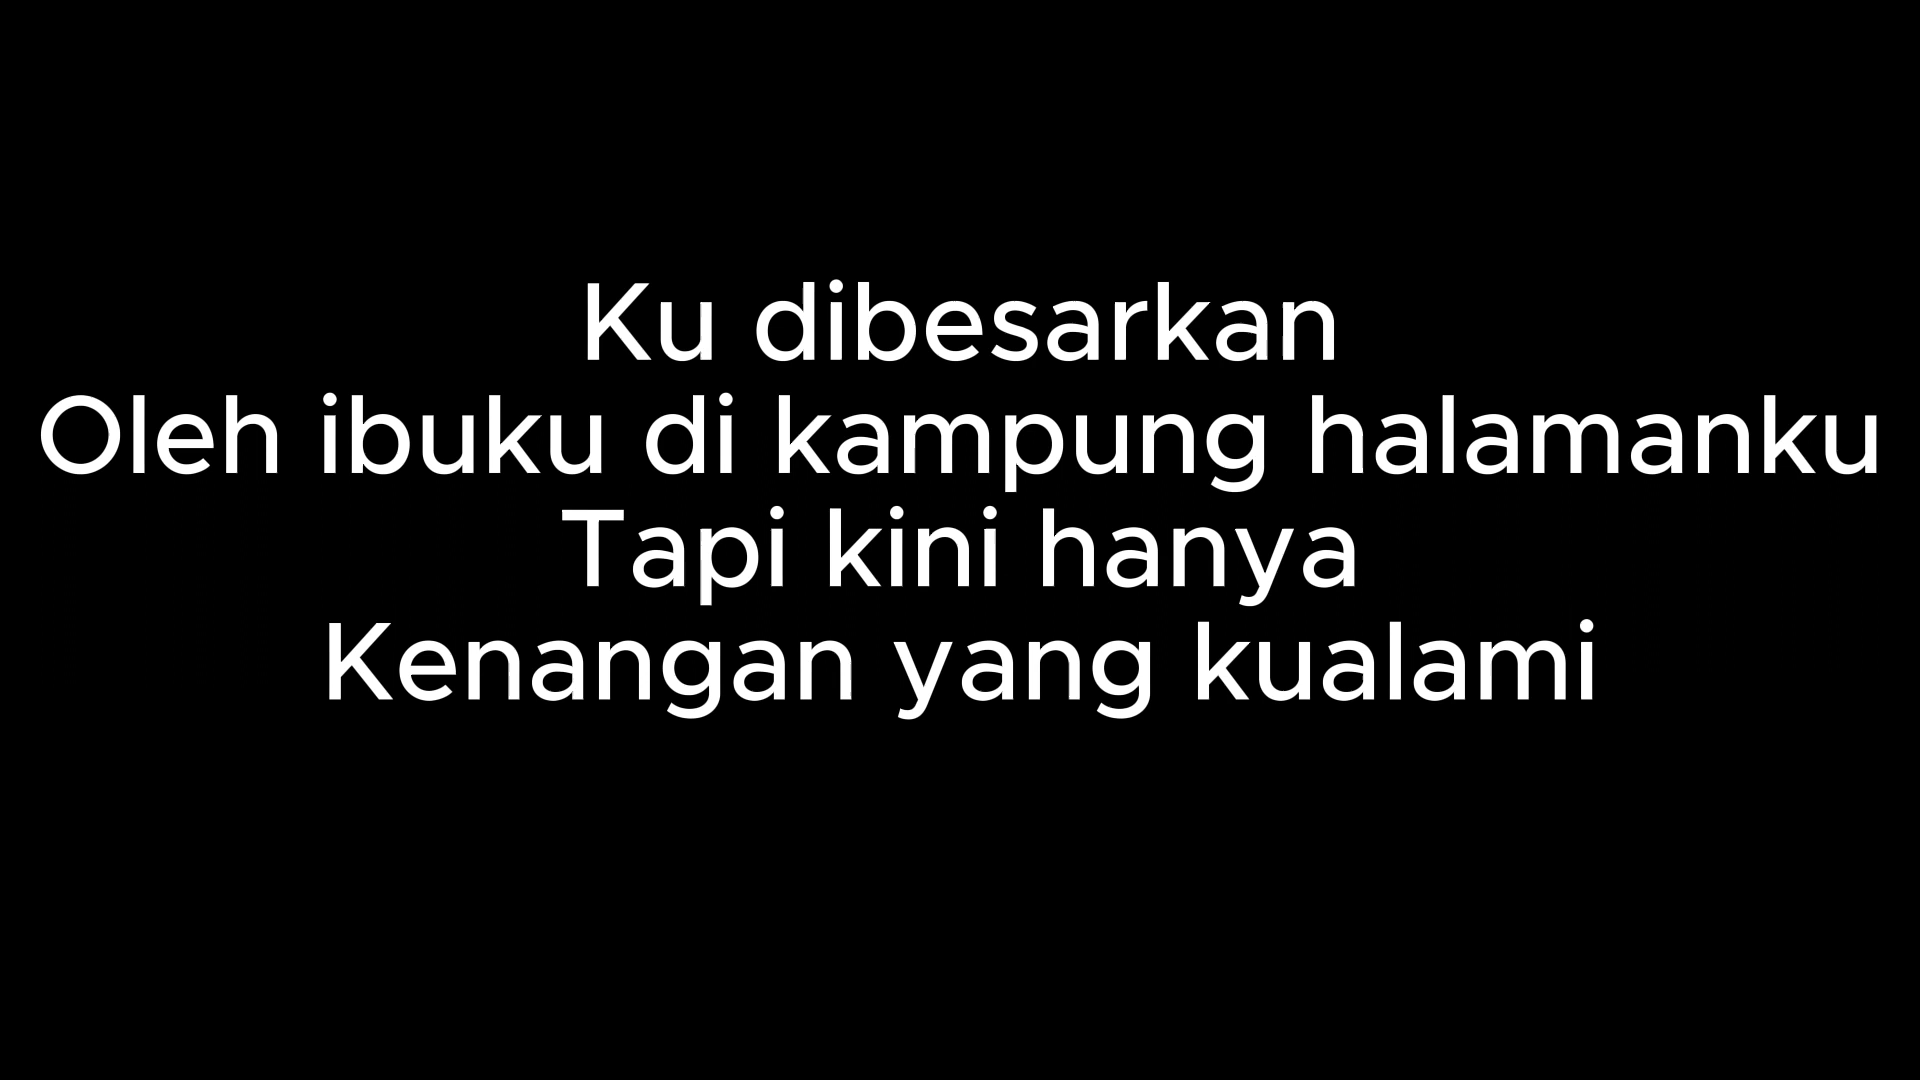 Ku dibesarkan
Oleh ibuku di kampung halamanku
Tapi kini hanya
Kenangan yang kualami